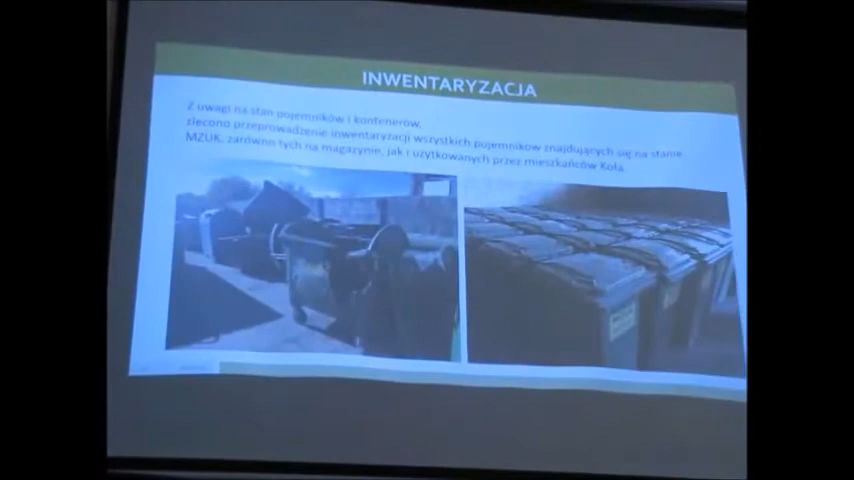 INWENTARYZACJA
Z uwagi na stan pojemników i kontenerów,
zlecono przeprowadzenie inwentaryzacji wszystkich pojemników znajdujących się na stanie
MZUK, zarówno tych na magazynie, jak i użytkowanych przez mieszkańców Koła